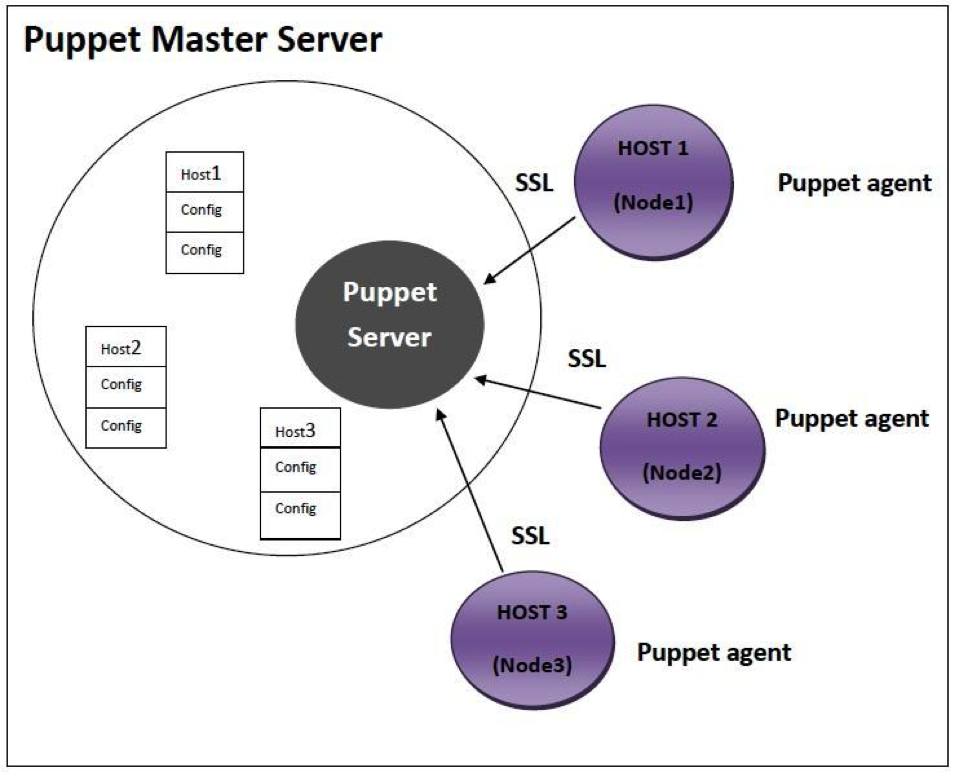 Puppet Master Server
Host1
Config
Config
Host2
Config
Config
Host3
Config
Config
Puppet
Server
SSL
HOST 1
(Node1)
Puppet agent
SSL
HOST 2
(Node2)
Puppet agent
SSL
HOST 3
(Node3)
Puppet agent